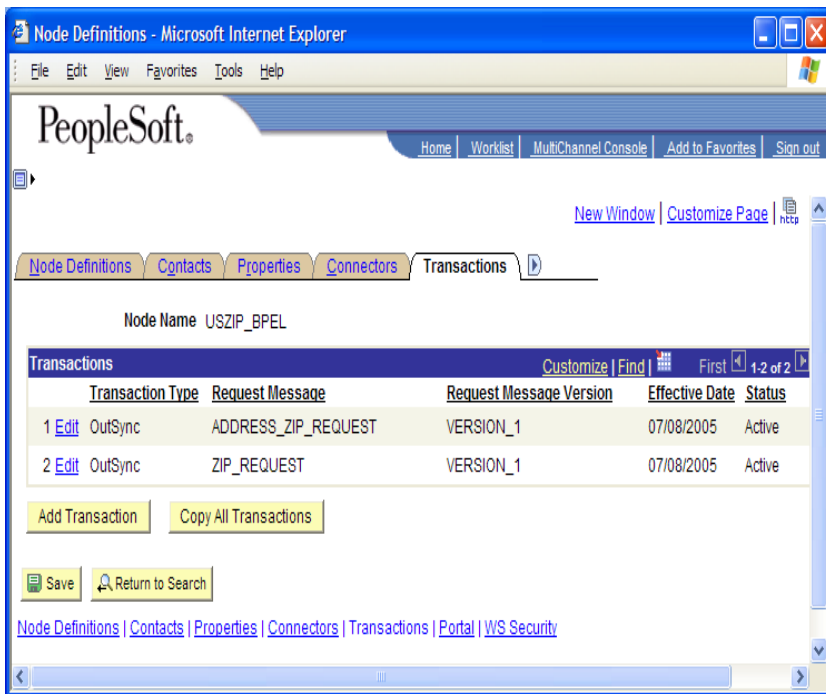 Node Definitions - Microsoft Internet Explorer
File Edit View Favorites Tools Help
PeopleSoft®
Home | Worklist | MultiChannel Console | Add to Favorites | Sign out
New Window | Customize Page | http
Node Definitions Contacts Properties Connectors Transactions
Node Name USZIP_BPEL
Transactions Customize | Find | First 1-2 of 2
Transaction Type Request Message Request Message Version Effective Date Status
1 Edit OutSync ADDRESS_ZIP_REQUEST VERSION_1 07/08/2005 Active
2 Edit OutSync ZIP_REQUEST VERSION_1 07/08/2005 Active
Add Transaction Copy All Transactions
Save Return to Search
Node Definitions | Contacts | Properties | Connectors | Transactions | Portal | WS Security